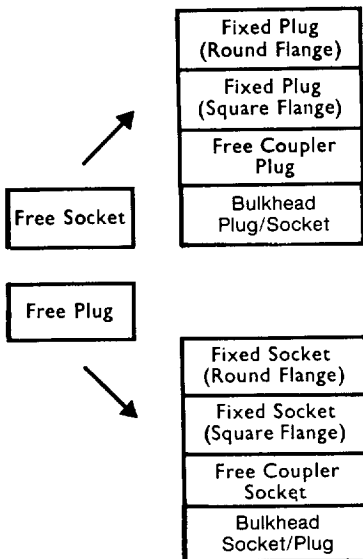 Fixed Plug
(Round Flange)
Fixed Plug
(Square Flange)
Free Coupler
Plug
Bulkhead
Plug/Socket
Free Socket
Free Plug
Fixed Socket
(Round Flange)
Fixed Socket
(Square Flange)
Free Coupler
Socket
Bulkhead
Socket/Plug